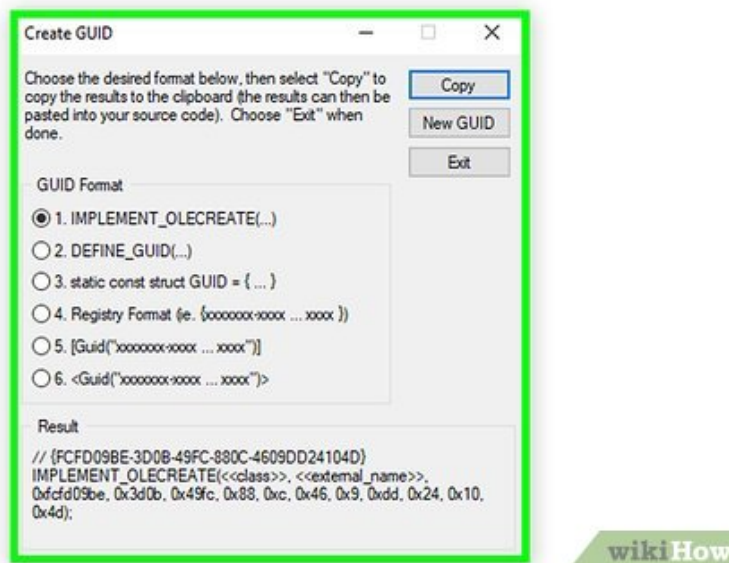 Create GUID
Choose the desired format below, then select "Copy" to
copy the results to the clipboard (the results can then be
pasted into your source code). Choose "Exit" when
done.
Copy
New GUID
Exit
GUID Format
1. IMPLEMENT_OLECREATE(...)
2. DEFINE_GUID(...)
3. static const struct GUID = { ... }
4. Registry Format (ie. {xxxxxxx-xxxx ... xxxx })
5. [Guid("xxxxxxx-xxxx ... xxxx")]
6. <Guid("xxxxxxx-xxxx ... xxxx")>
Result
// {FCFD09BE-3D0B-49FC-880C-4609DD24104D}
IMPLEMENT_OLECREATE(<<class>>, <<external_name>>,
0xfcfd09be, 0x3d0b, 0x49fc, 0x88, 0xc, 0x46, 0x9, 0xdd, 0x24, 0x10,
0x4d);
wikiHow